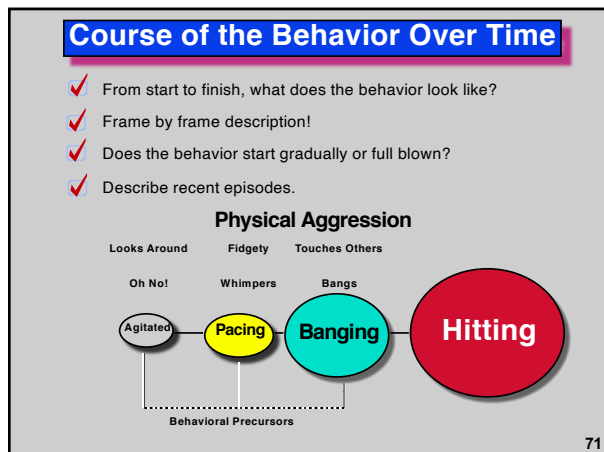 Course of the Behavior Over Time
From start to finish, what does the behavior look like?
Frame by frame description!
Does the behavior start gradually or full blown?
Describe recent episodes.
Physical Aggression
Looks Around Fidgety Touches Others
Oh No! Whimpers Bangs
Agitated Pacing Banging Hitting
Behavioral Precursors
71